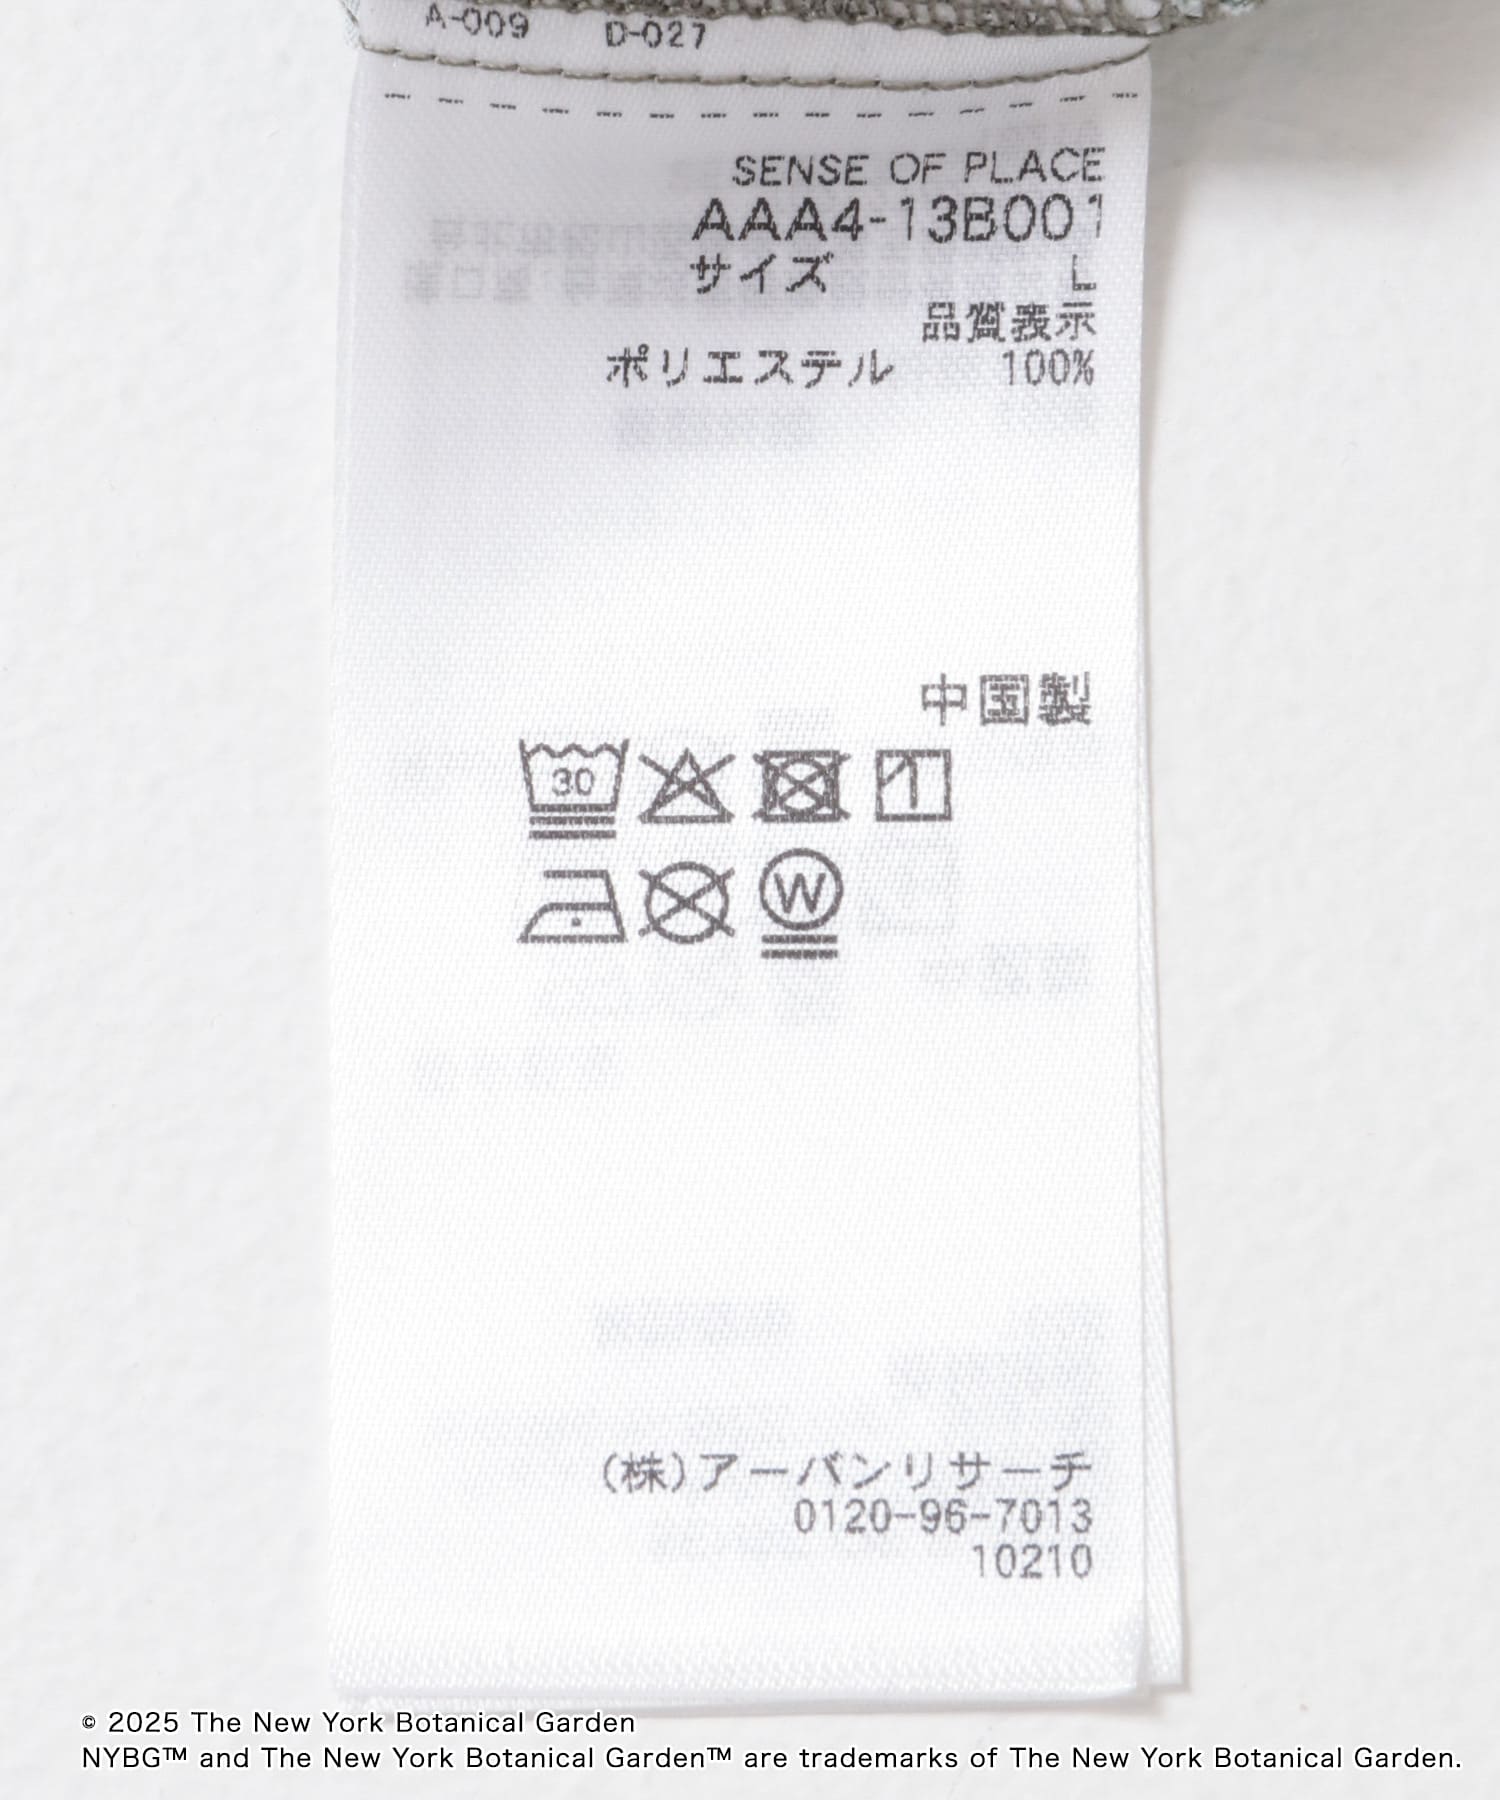 A-009 D-027
SENSE OF PLACE
AAA4-13B001
サイズ L
品質表示
ポリエステル 100%
中国製
30
W
(株)アーバンリサーチ
0120-96-7013
10210
© 2025 The New York Botanical Garden
NYBG™ and The New York Botanical Garden™ are trademarks of The New York Botanical Garden.